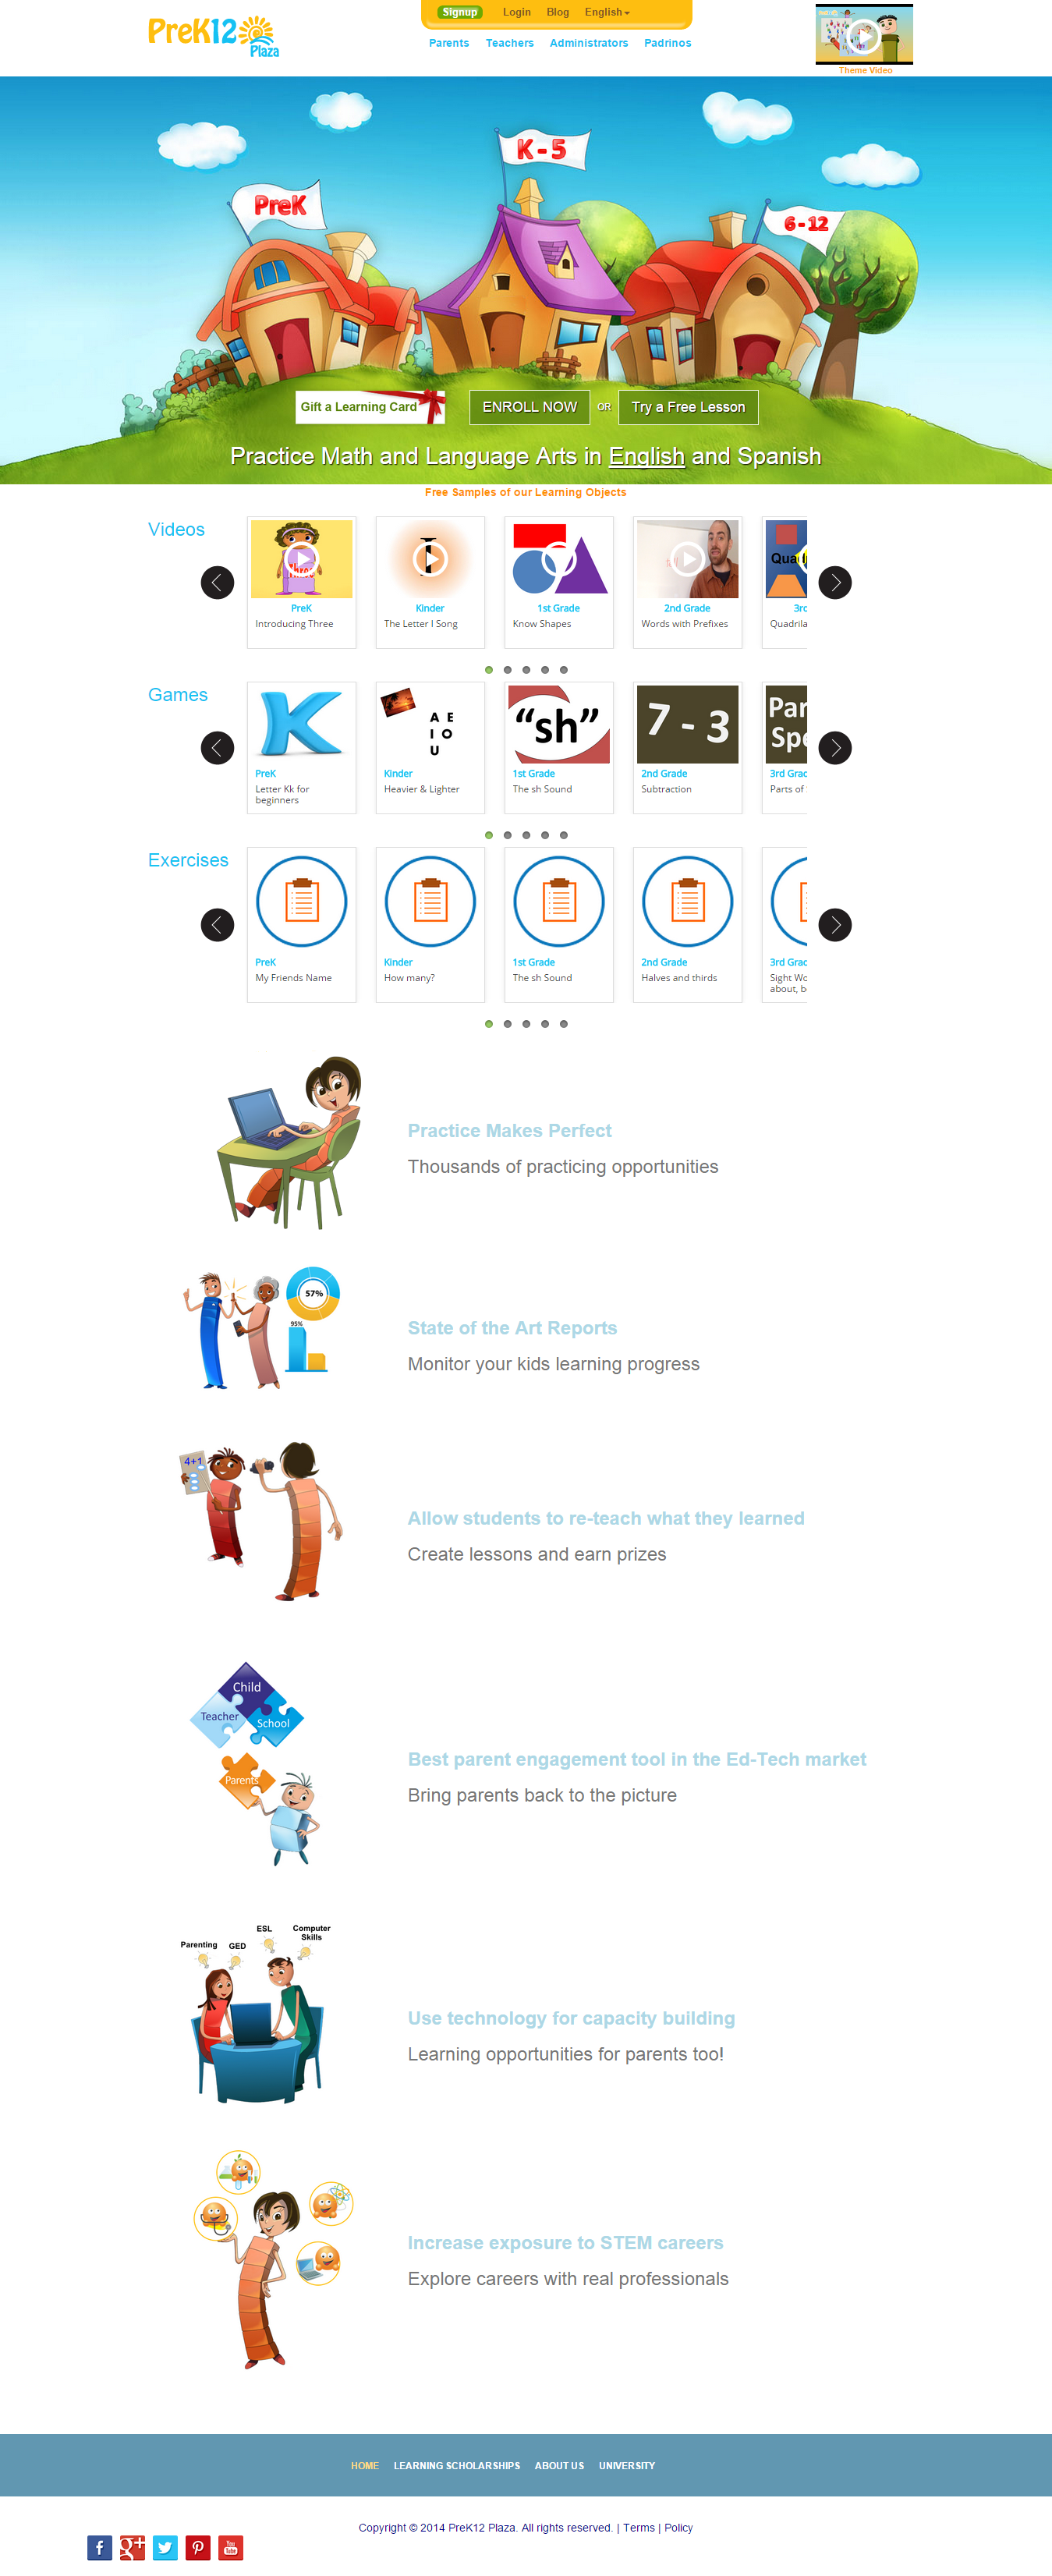 PreK12
Plaza
Signup Login Blog English
Parents Teachers Administrators Padrinos
Theme Video
PreK
K-5
6-12
Gift a Learning Card
ENROLL NOW OR Try a Free Lesson
Practice Math and Language Arts in English and Spanish
Free Samples of our Learning Objects
Videos
Three
I
Quad
PreK Kinder 1st Grade 2nd Grade 3rd
Introducing Three The Letter I Song Know Shapes Words with Prefixes Quadrila
Games
K
A E
I O
U
"sh"
7 - 3
Par
Spe
PreK Kinder 1st Grade 2nd Grade 3rd Grad
Letter Kk for Heavier & Lighter The sh Sound Subtraction Parts of
beginners
Exercises
PreK Kinder 1st Grade 2nd Grade 3rd Grad
My Friends Name How many? The sh Sound Halves and thirds Sight Wo
about, b
Practice Makes Perfect
Thousands of practicing opportunities
57%
95%
State of the Art Reports
Monitor your kids learning progress
4+1
Allow students to re-teach what they learned
Create lessons and earn prizes
Child
Teacher
School
Parents
Best parent engagement tool in the Ed-Tech market
Bring parents back to the picture
ESL Computer
Skills
Parenting GED
Use technology for capacity building
Learning opportunities for parents too!
Increase exposure to STEM careers
Explore careers with real professionals
HOME LEARNING SCHOLARSHIPS ABOUT US UNIVERSITY
Copyright © 2014 PreK12 Plaza. All rights reserved. | Terms | Policy
f g+ You
Tube